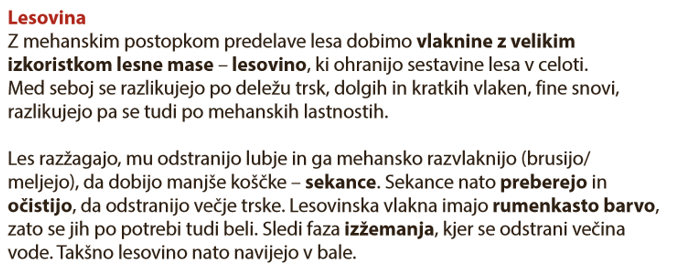 Lesovina
Z mehanskim postopkom predelave lesa dobimo vlaknine z velikim
izkoristkom lesne mase – lesovino, ki ohranijo sestavine lesa v celoti.
Med seboj se razlikujejo po deležu trsk, dolgih in kratkih vlaken, fine snovi,
razlikujejo pa se tudi po mehanskih lastnostih.

Les razžagajo, mu odstranijo lubje in ga mehansko razvlaknijo (brusijo/
meljejo), da dobijo manjše koščke – sekance. Sekance nato preberejo in
očistijo, da odstranijo večje trske. Lesovinska vlakna imajo rumenkasto barvo,
zato se jih po potrebi tudi beli. Sledi faza izžemanja, kjer se odstrani večina
vode. Takšno lesovino nato navijejo v bale.